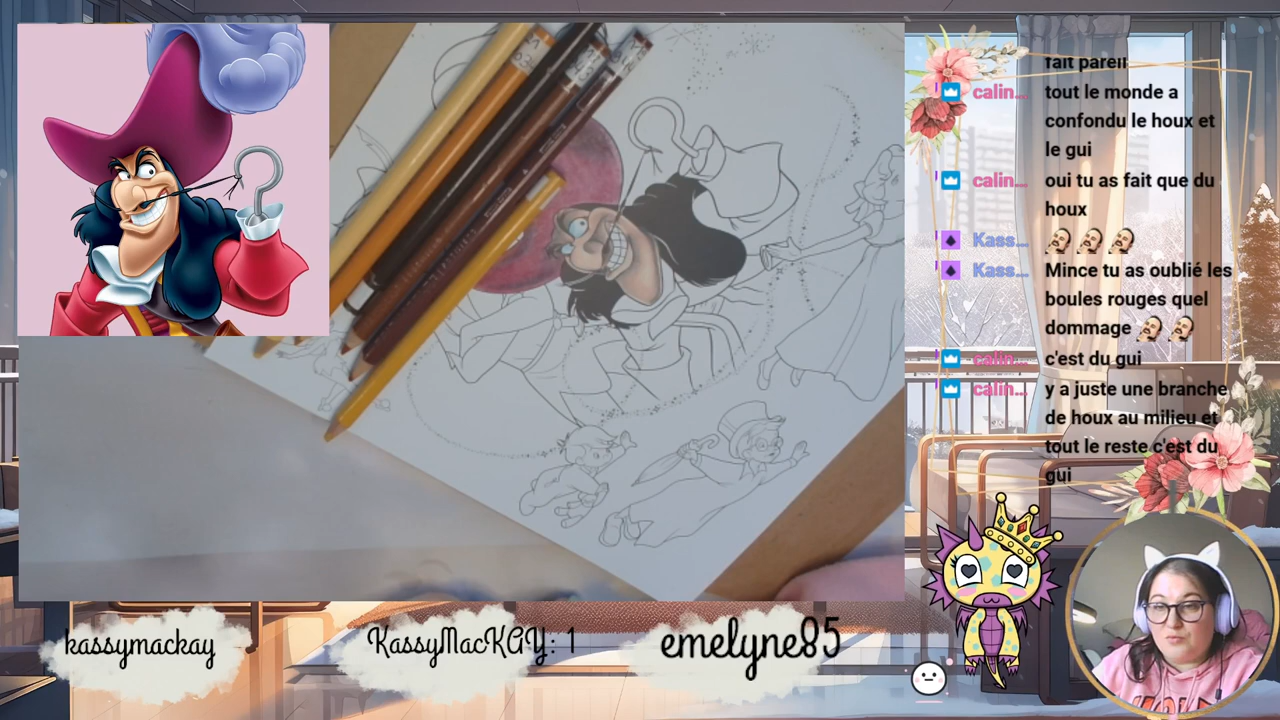 fait pareil
calin... tout le monde a
confondu le houx et
le gui
calin... oui tu as fait que du
houx
Kass...
Kass... Mince tu as oublié les
boules rouges quel
dommage
calin... c'est du gui
calin... y a juste une branche
de houx au milieu et
tout le reste c'est du
gui
kassymackay
KassyMacKAY: 1
emelyne85